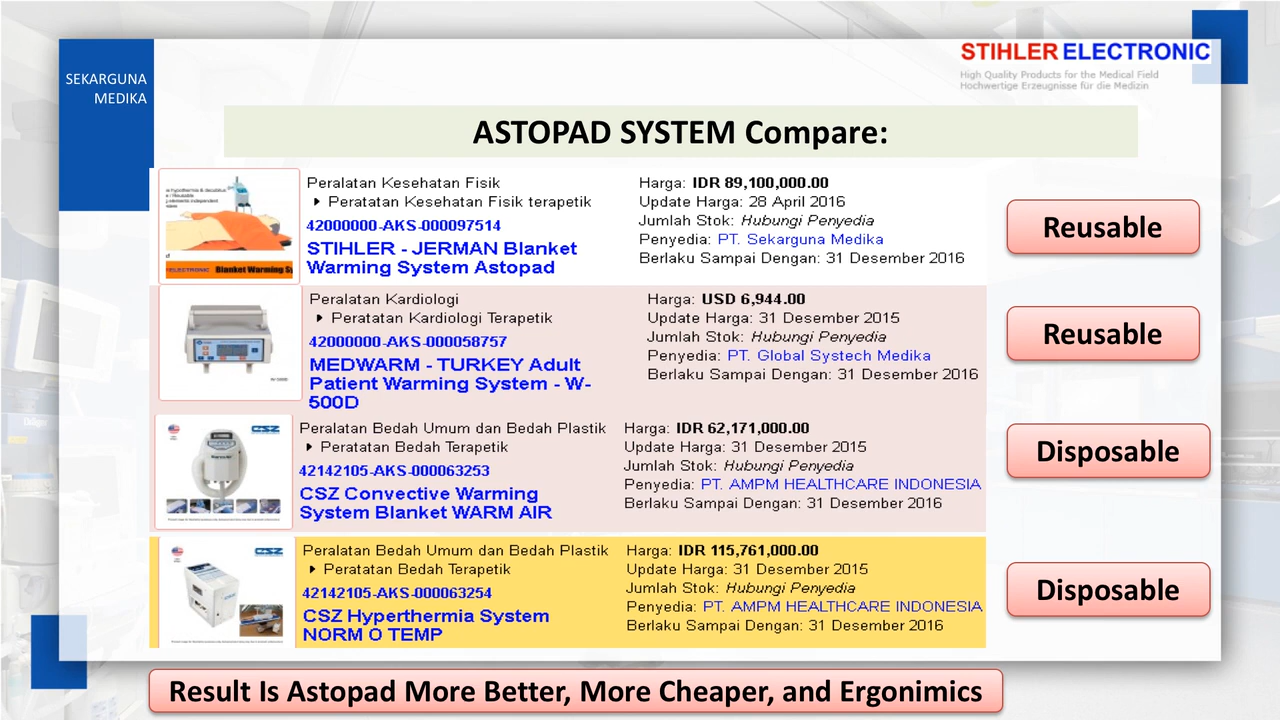 SEKARGUNA
MEDIKA
STIHLER ELECTRONIC
High Quality Products for the Medical Field
Hochwertige Erzeugnisse für die Medizin
ASTOPAD SYSTEM Compare:
Peralatan Kesehatan Fisik
Peratatan Kesehatan Fisik terapetik
42000000-AKS-000097514
STIHLER - JERMAN Blanket
Warming System Astopad
Harga: IDR 89,100,000.00
Update Harga: 28 April 2016
Jumlah Stok: Hubungi Penyedia
Penyedia: PT. Sekarguna Medika
Berlaku Sampai Dengan: 31 Desember 2016
Reusable
ELECTRONIC Blanket Warming
Peralatan Kardiologi
Peratatan Kardiologi Terapetik
42000000-AKS-000058757
MEDWARM - TURKEY Adult
Patient Warming System - W-
500D
Harga: USD 6,944.00
Update Harga: 31 Desember 2015
Jumlah Stok: Hubungi Penyedia
Penyedia: PT. Global Systech Medika
Berlaku Sampai Dengan: 31 Desember 2016
Reusable
CSZ
Peralatan Bedah Umum dan Bedah Plastik
Peratatan Bedah Terapetik
42142105-AKS-000063253
CSZ Convective Warming
System Blanket WARM AIR
Harga: IDR 62,171,000.00
Update Harga: 31 Desember 2015
Jumlah Stok: Hubungi Penyedia
Penyedia: PT. AMPM HEALTHCARE INDONESIA
Berlaku Sampai Dengan: 31 Desember 2016
Disposable
CSZ
Peralatan Bedah Umum dan Bedah Plastik
Peratatan Bedah Terapetik
42142105-AKS-000063254
CSZ Hyperthermia System
NORM O TEMP
Harga: IDR 115,761,000.00
Update Harga: 31 Desember 2015
Jumlah Stok: Hubungi Penyedia
Penyedia: PT. AMPM HEALTHCARE INDONESIA
Berlaku Sampai Dengan: 31 Desember 2016
Disposable
Result Is Astopad More Better, More Cheaper, and Ergonimics